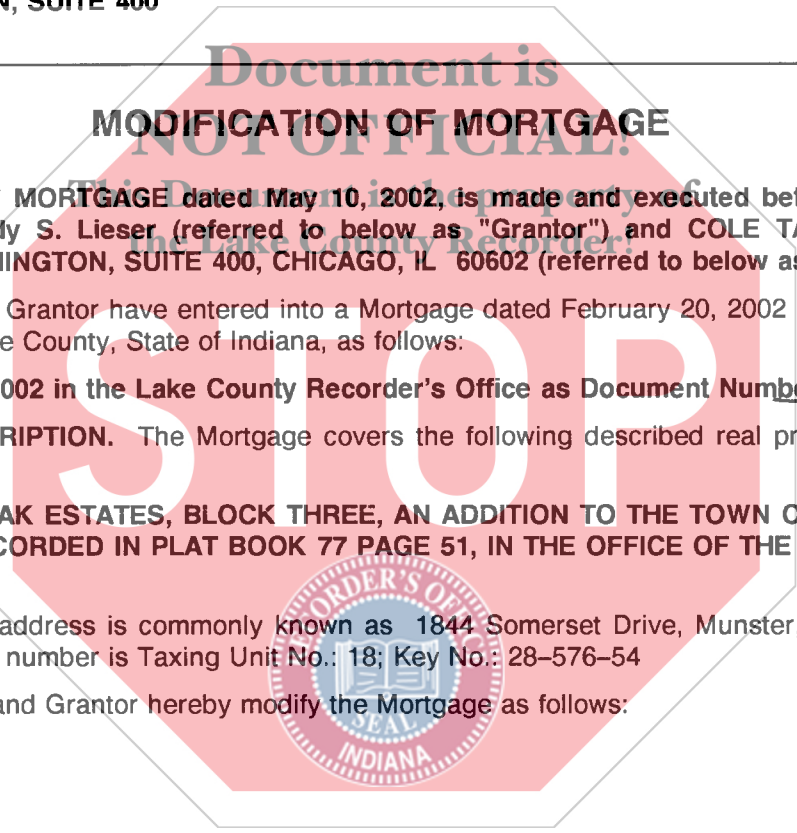 N, SUITE 400
Document is
MODIFICATION OF MORTGAGE
NOT OFFICIAL!
This Document is the property of
the Lake County Recorder!
MORTGAGE dated May 10, 2002, is made and executed bef
dy S. Lieser (referred to below as "Grantor") and COLE TA
HINGTON, SUITE 400, CHICAGO, IL 60602 (referred to below as
Grantor have entered into a Mortgage dated February 20, 2002
e County, State of Indiana, as follows:
002 in the Lake County Recorder's Office as Document Numbe
RIPTION. The Mortgage covers the following described real pr
STOP
AK ESTATES, BLOCK THREE, AN ADDITION TO THE TOWN O
CORDED IN PLAT BOOK 77 PAGE 51, IN THE OFFICE OF THE
address is commonly known as 1844 Somerset Drive, Munster
number is Taxing Unit No.: 18; Key No.: 28-576-54
and Grantor hereby modify the Mortgage as follows:
RECORDER'S OFFICE
SEAL
INDIANA